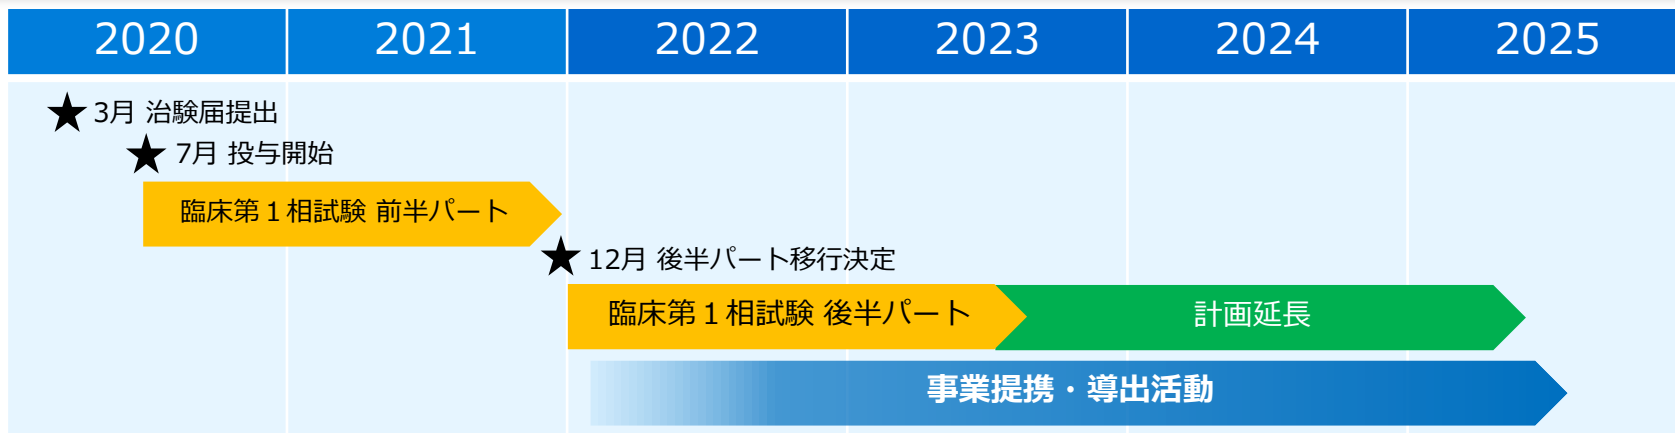 2020 2021 2022 2023 2024 2025
3月 治験届提出
7月 投与開始
臨床第１相試験 前半パート
12月 後半パート移行決定
臨床第１相試験 後半パート 計画延長
事業提携・導出活動